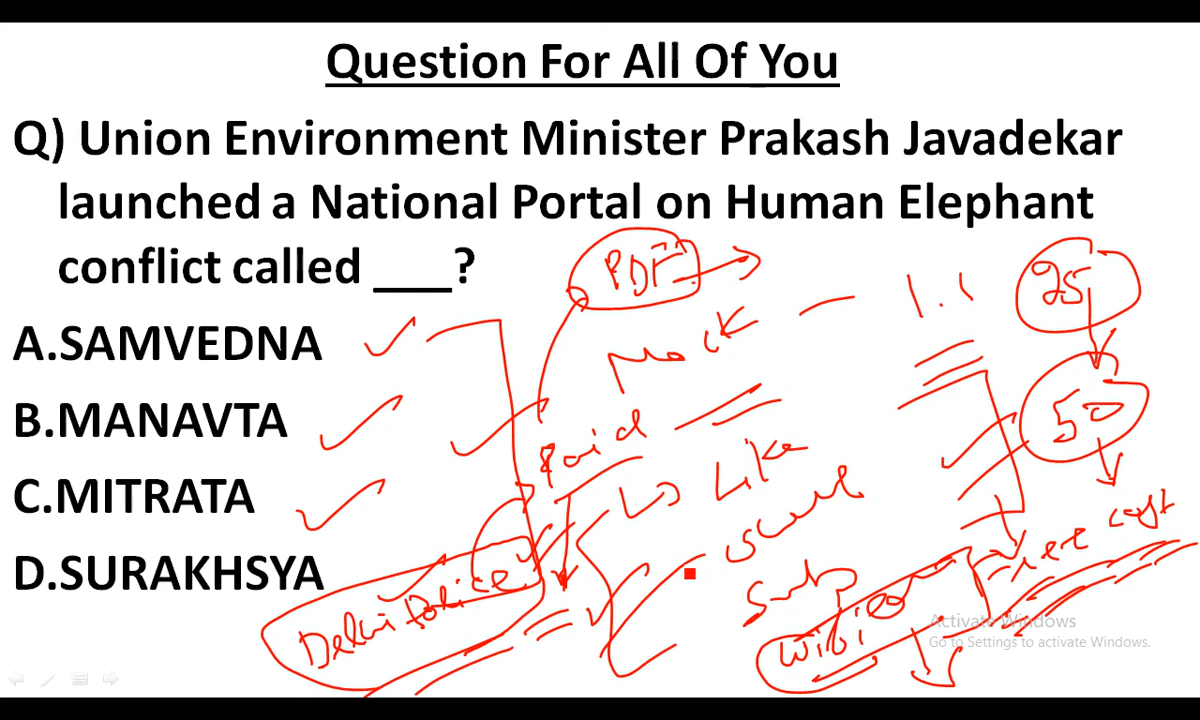 Question For All Of You
Q) Union Environment Minister Prakash Javadekar
launched a National Portal on Human Elephant
conflict called ___?
A.SAMVEDNA
B.MANAVTA
C.MITRATA
D.SURAKHSYA
PDF
25
Mock
50
Paid
Like
Sub
Delhi Police
Activate Windows
Go to Settings to activate Windows.